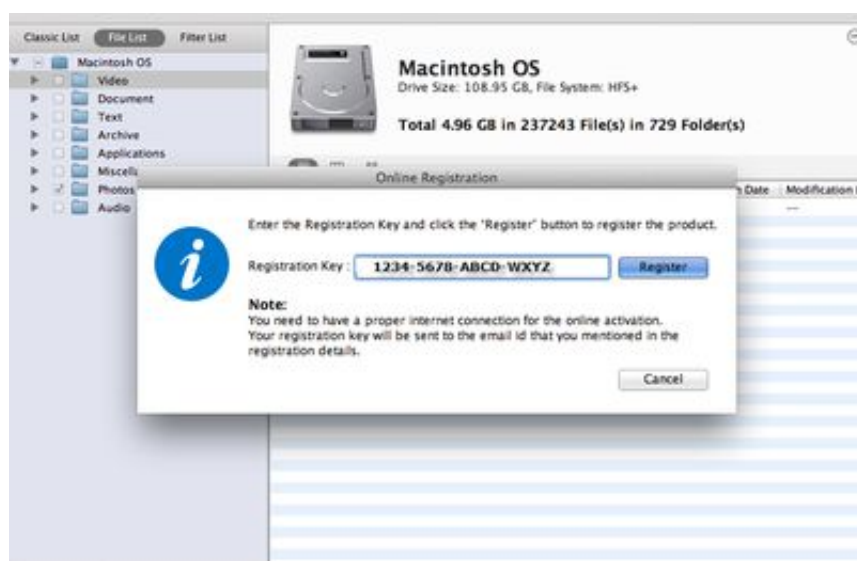 Classic List File List Filter List
Macintosh OS
Video
Document
Text
Archive
Applications
Photos
Audio
Macintosh OS
Drive Size: 108.95 GB, File System: HFS+
Total 4.96 GB in 237243 File(s) in 729 Folder(s)
Date Modification
Online Registration
Enter the Registration Key and click the "Register" button to register the product.
Registration Key : 1234-5678-ABCD-WXYZ Register
Note:
You need to have a proper internet connection for the online activation.
Your registration key will be sent to the email id that you mentioned in the
registration details.
Cancel